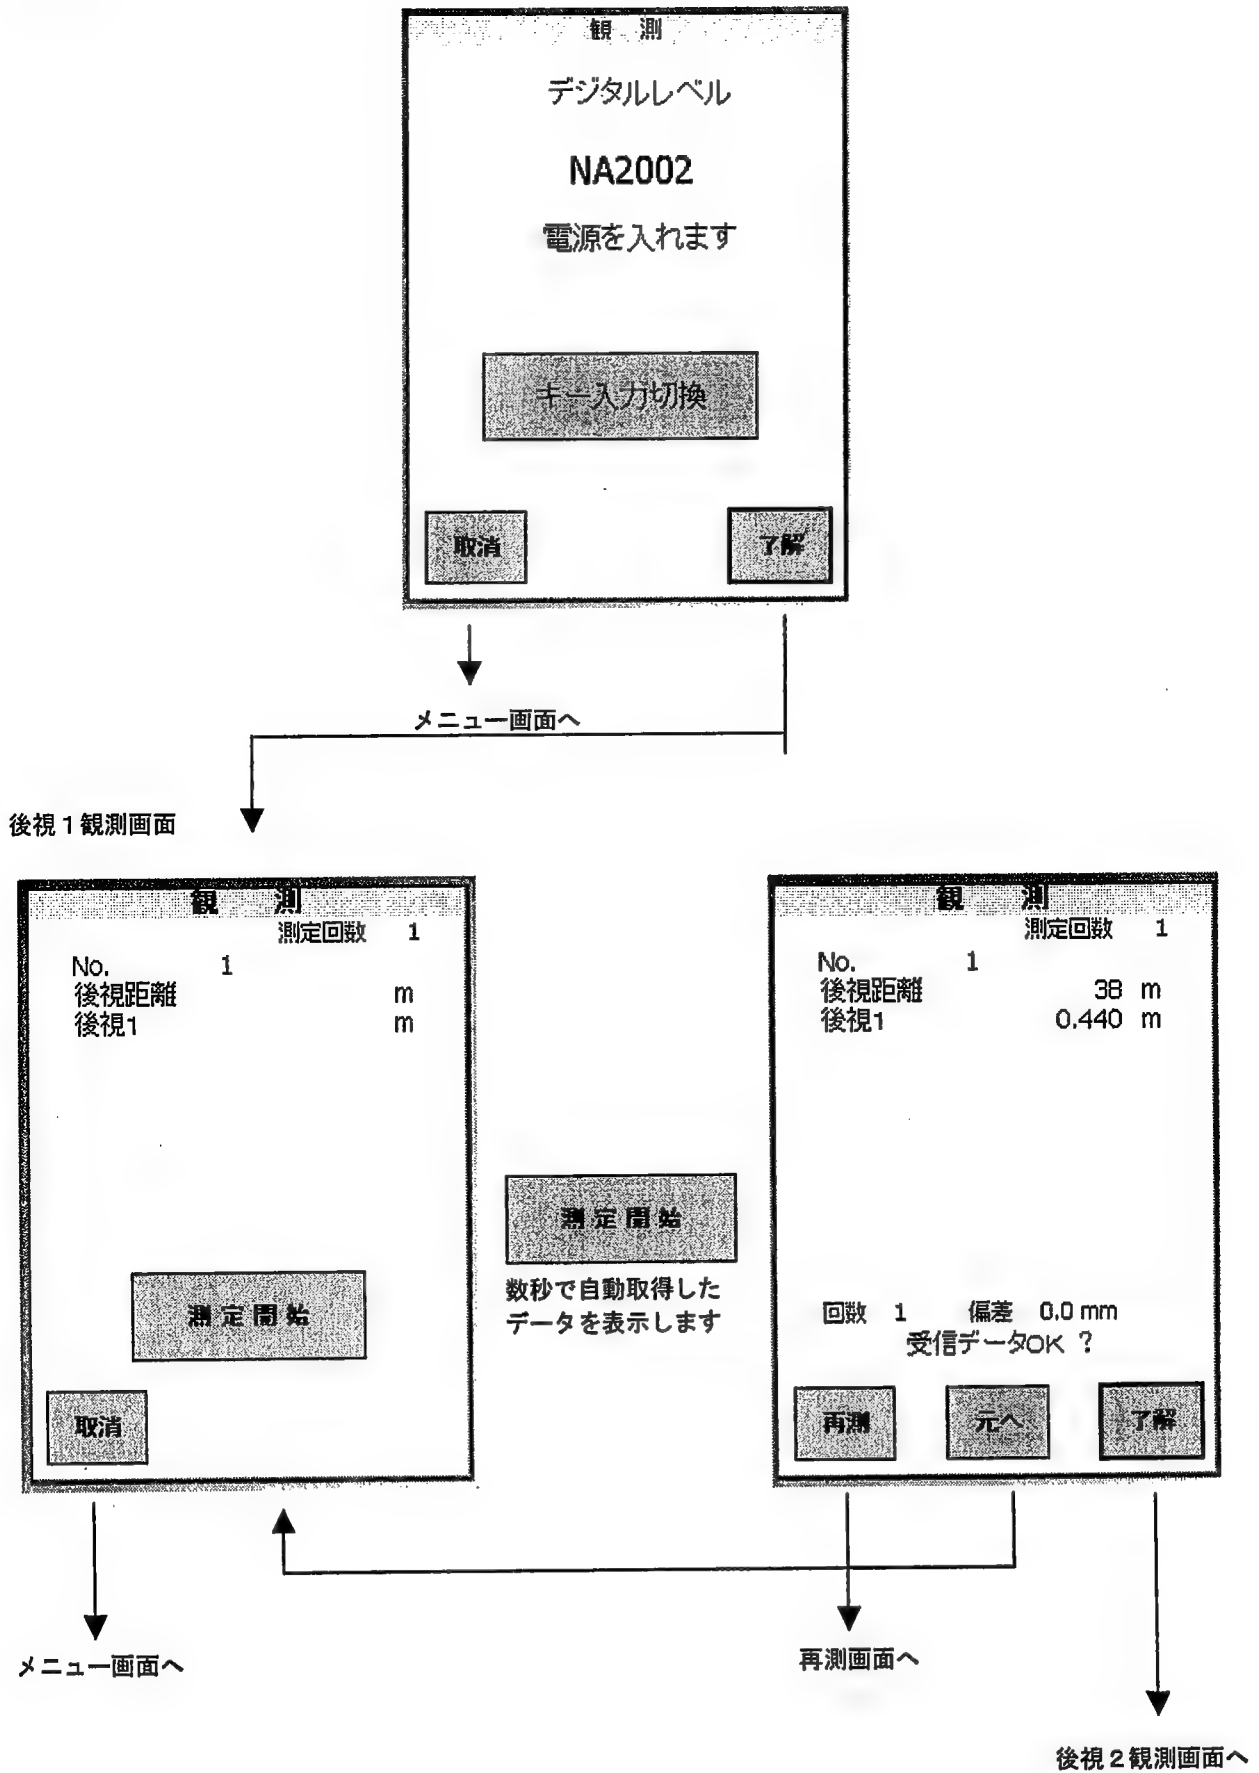 観 測
デジタルレベル
NA2002
電源を入れます
キー入力切換
取消
了解
メニュー画面へ
後視1観測画面
観 測
測定回数 1
No. 1
後視距離 m
後視1 m
測定開始
取消
測定開始
数秒で自動取得した
データを表示します
観 測
測定回数 1
No. 1
後視距離 38 m
後視1 0.440 m
回数 1 偏差 0.0 mm
受信データOK ?
再測
元へ
了解
メニュー画面へ
再測画面へ
後視2観測画面へ